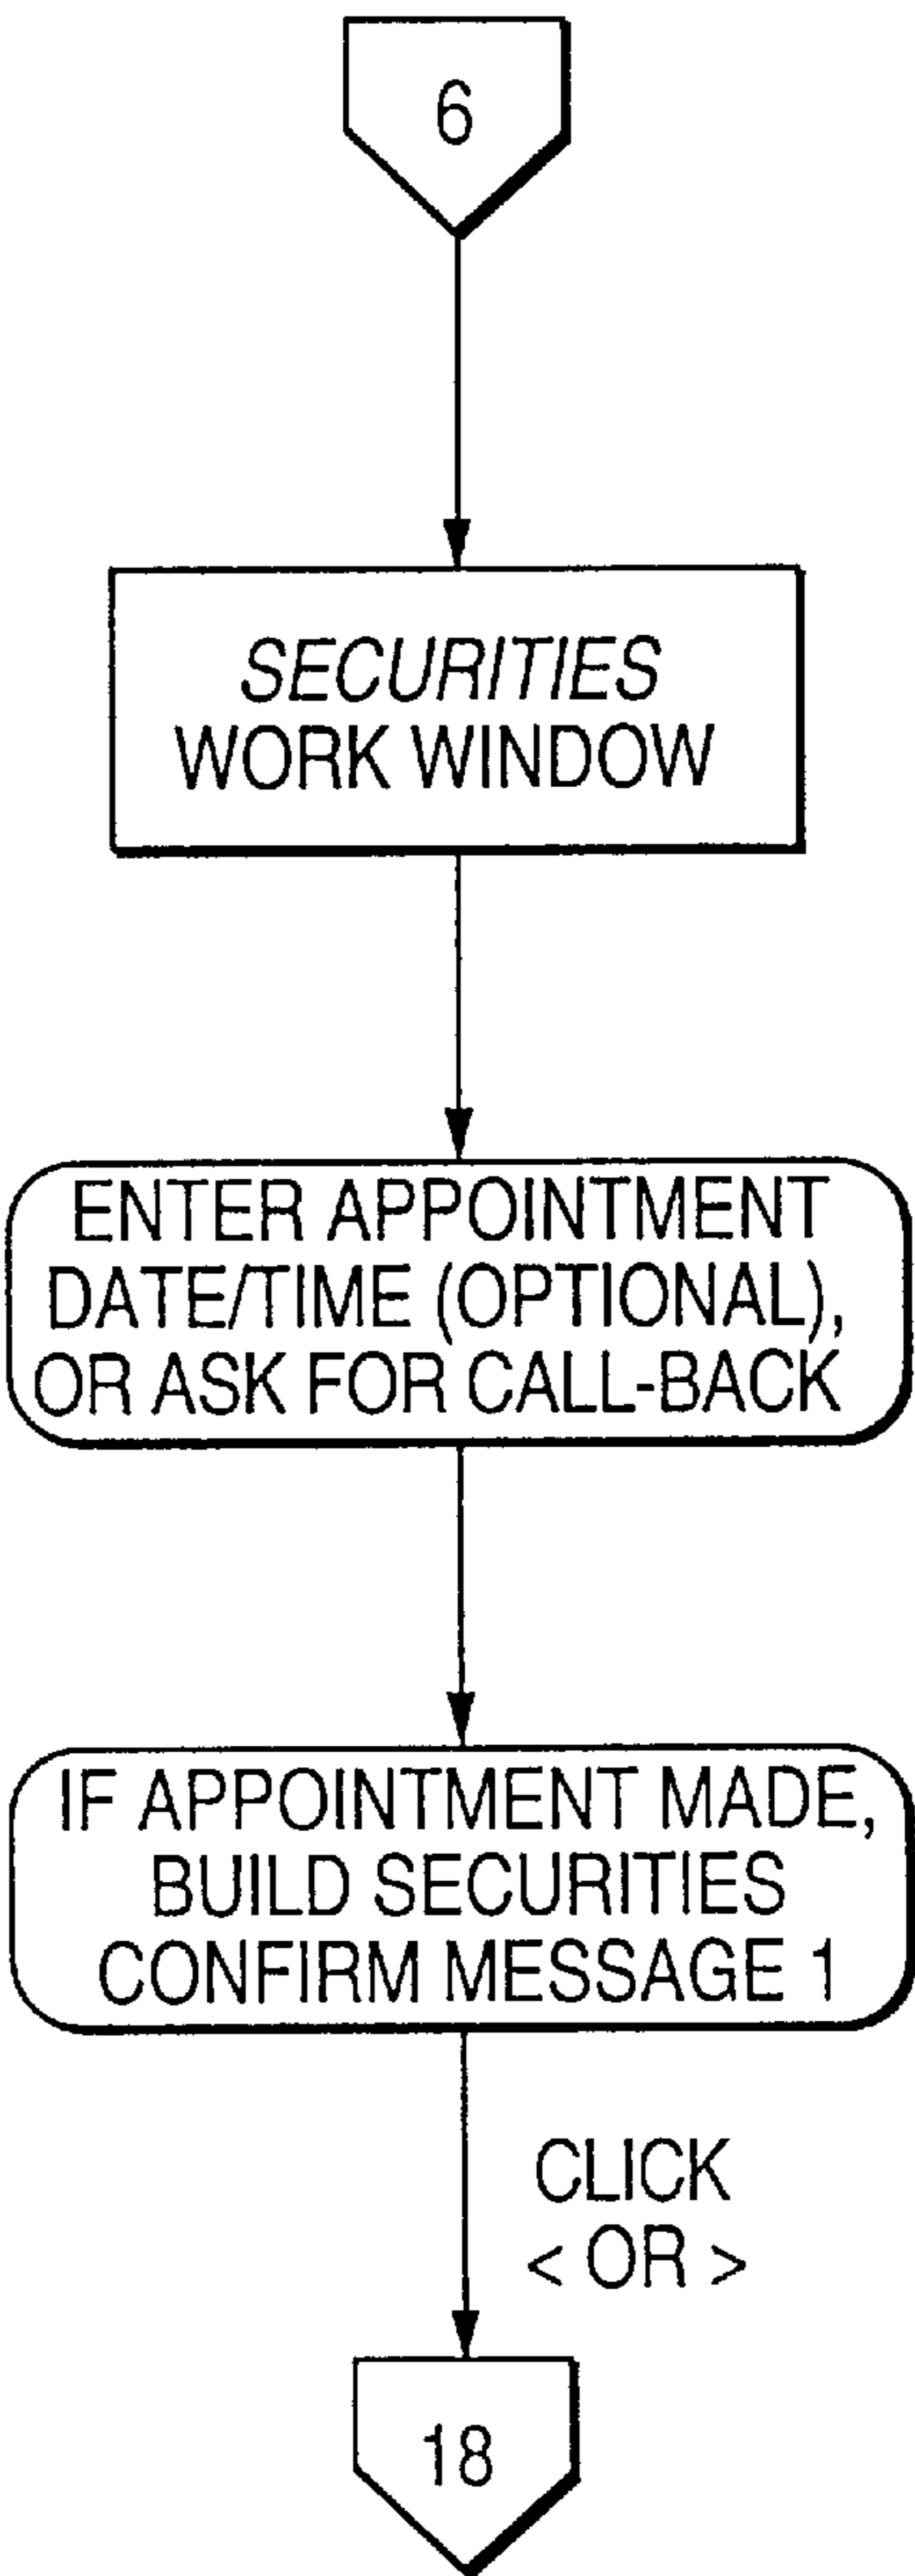 6
SECURITIES
WORK WINDOW
ENTER APPOINTMENT
DATE/TIME (OPTIONAL),
OR ASK FOR CALL-BACK
IF APPOINTMENT MADE,
BUILD SECURITIES
CONFIRM MESSAGE 1
CLICK
< OR >
18